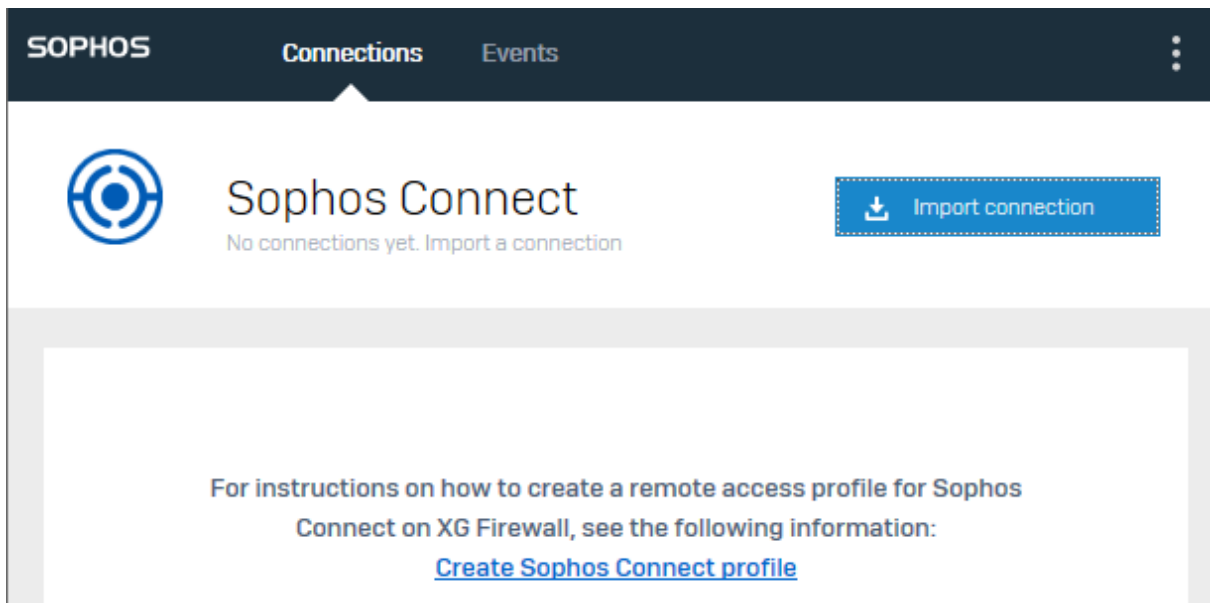 SOPHOS
Connections
Events
Sophos Connect
No connections yet. Import a connection
Import connection
For instructions on how to create a remote access profile for Sophos
Connect on XG Firewall, see the following information:
Create Sophos Connect profile